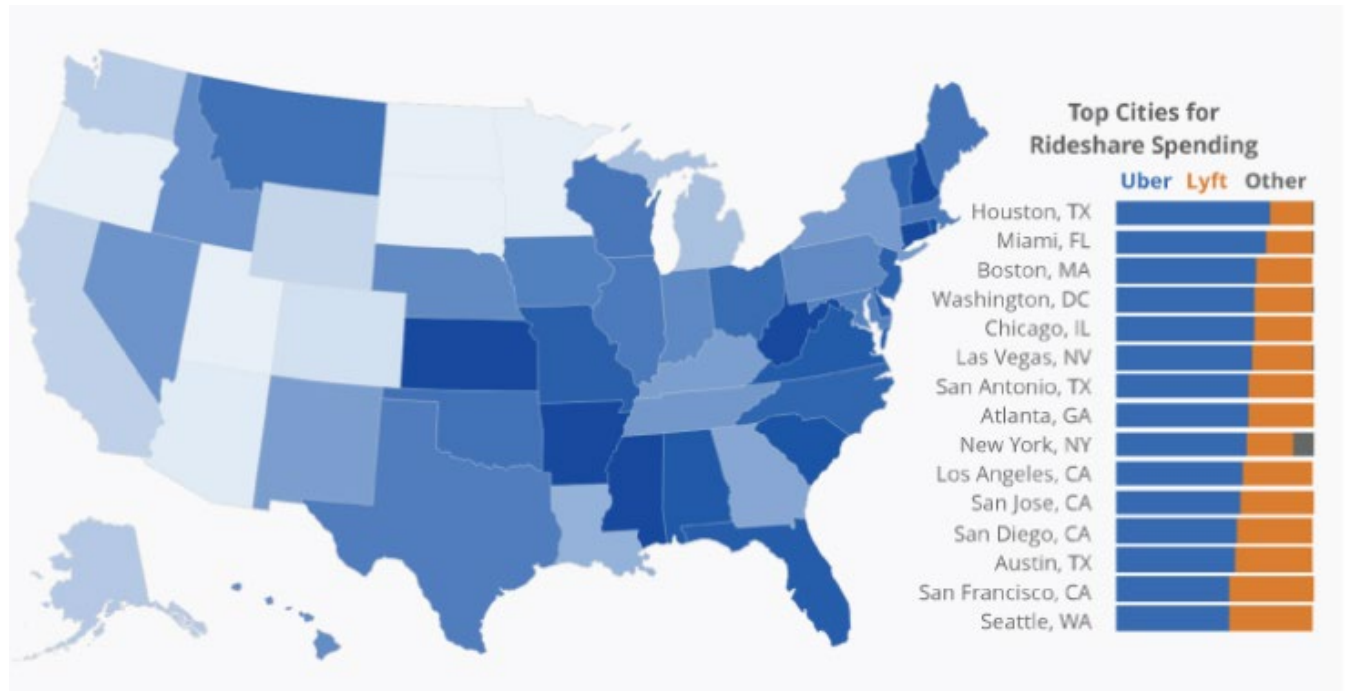 Top Cities for
Rideshare Spending
Uber Lyft Other
Houston, TX
Miami, FL
Boston, MA
Washington, DC
Chicago, IL
Las Vegas, NV
San Antonio, TX
Atlanta, GA
New York, NY
Los Angeles, CA
San Jose, CA
San Diego, CA
Austin, TX
San Francisco, CA
Seattle, WA